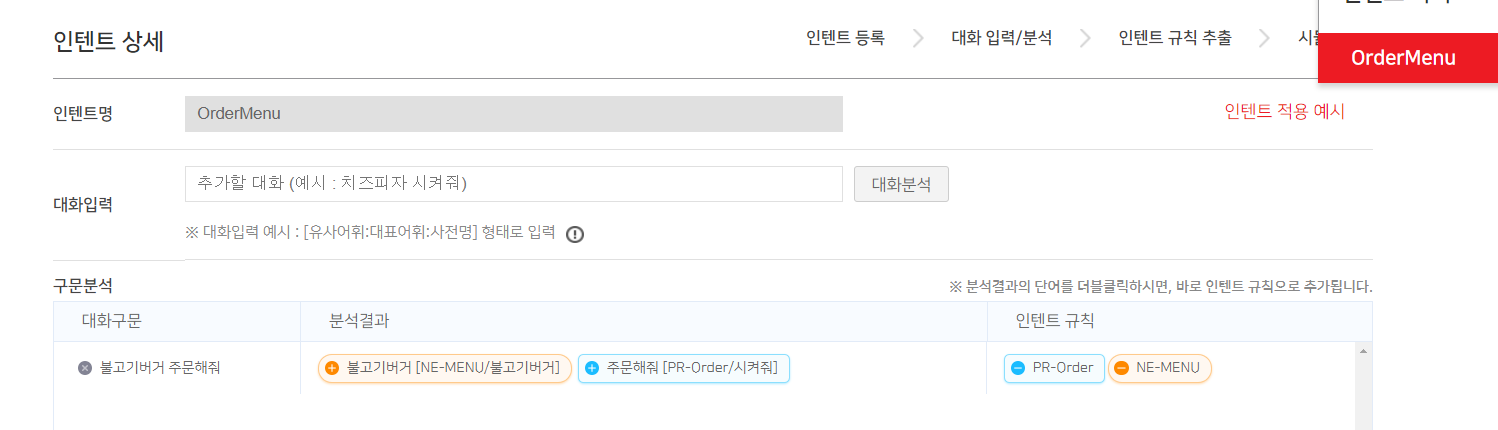 인텐트 상세
인텐트 등록 대화 입력/분석 인텐트 규칙 추출
OrderMenu
인텐트명 OrderMenu 인텐트 적용 예시
대화입력 추가할 대화 (예시 : 치즈피자 시켜줘) 대화분석
※ 대화입력 예시 : [유사어휘:대표어휘:사전명] 형태로 입력
구문분석 ※ 분석결과의 단어를 더블클릭하시면, 바로 인텐트 규칙으로 추가됩니다.
대화구문 분석결과 인텐트 규칙
불고기버거 주문해줘 불고기버거 [NE-MENU/불고기버거] 주문해줘 [PR-Order/시켜줘] PR-Order NE-MENU